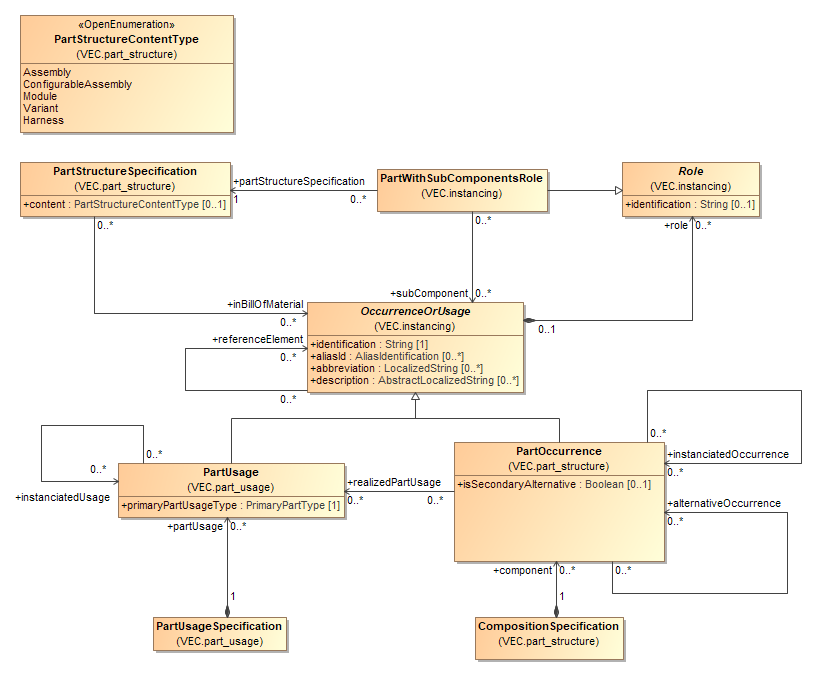 «OpenEnumeration»
PartStructureContentType
(VEC.part_structure)
Assembly
ConfigurableAssembly
Module
Variant
Harness
PartStructureSpecification
(VEC.part_structure)
+content : PartStructureContentType [0..1]
+partStructureSpecification
1
0..*
PartWithSubComponentsRole
(VEC.instancing)
Role
(VEC.instancing)
+identification : String [0..1]
0..*
0..*
+role
0..*
+subComponent
0..*
+inBillOfMaterial
0..*
OccurrenceOrUsage
(VEC.instancing)
+identification : String [1]
+aliasId : AliasIdentification [0..*]
+abbreviation : LocalizedString [0..*]
+description : AbstractLocalizedString [0..*]
0..1
+referenceElement
0..*
0..*
0..*
0..*
+instanciatedUsage
PartUsage
(VEC.part_usage)
+primaryPartUsageType : PrimaryPartType [1]
+realizedPartUsage
0..*
0..*
PartOccurrence
(VEC.part_structure)
+isSecondaryAlternative : Boolean [0..1]
0..*
+instanciatedOccurrence
0..*
+alternativeOccurrence
0..*
0..*
+partUsage
0..*
1
PartUsageSpecification
(VEC.part_usage)
+component
0..*
1
CompositionSpecification
(VEC.part_structure)